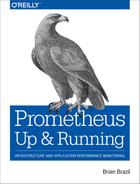 O'REILLY®
Prometheus
Up & Running
INFRASTRUCTURE AND APPLICATION PERFORMANCE MONITORING
Brian Brazil